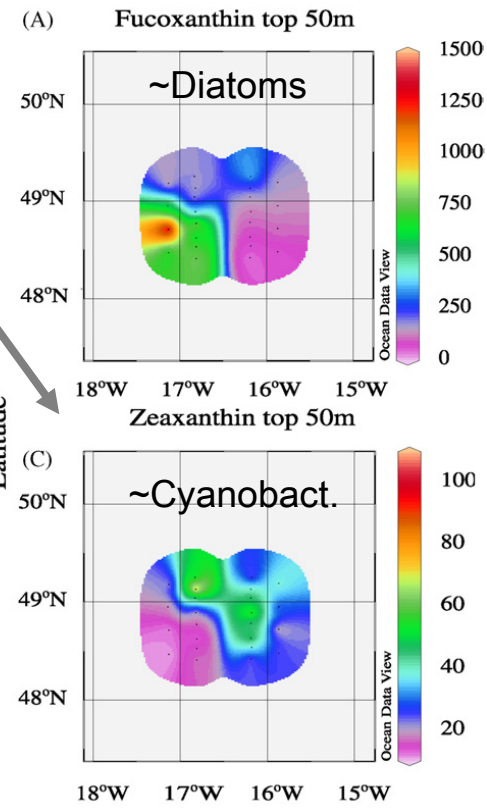 (A) Fucoxanthin top 50m
~Diatoms
50°N
49°N
48°N
1500
1250
1000
750
500
250
0
Ocean Data View
18°W 17°W 16°W 15°W
Latitude
Zeaxanthin top 50m
(C)
~Cyanobact.
50°N
49°N
48°N
100
80
60
40
20
Ocean Data View
18°W 17°W 16°W 15°W